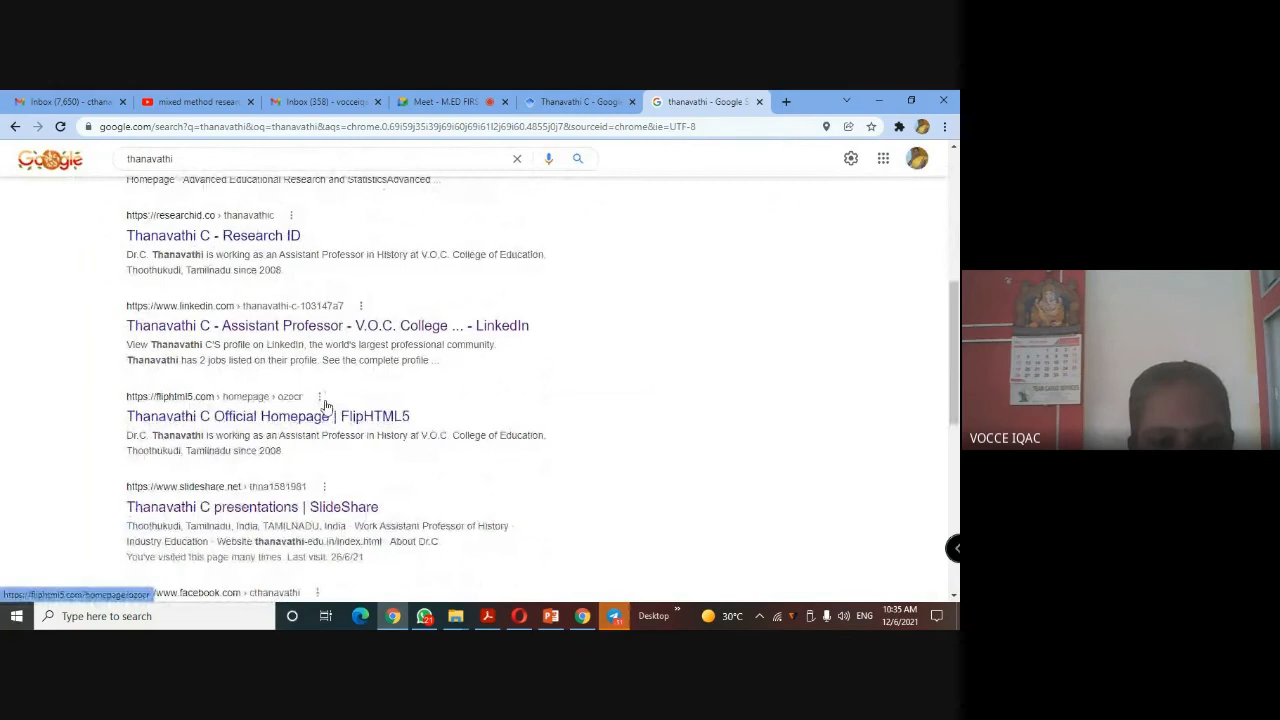 Inbox (7,650) - cthana
mixed method resear
Inbox (358) - vocceiq
Meet - M.ED FIRS
Thanavathi C - Google
thanavathi - Google S
google.com/search?q=thanavathi&oq=thanavathi&aqs=chrome.0.69i59j35i39j69i60j69i61l2j69i60.4855j0j7&sourceid=chrome&ie=UTF-8
thanavathi
Homepage - Advanced Educational Research and StatisticsAdvanced ...
https://researchid.co › thanavathic
Thanavathi C - Research ID
Dr.C. Thanavathi is working as an Assistant Professor in History at V.O.C. College of Education,
Thoothukudi, Tamilnadu since 2008.
https://www.linkedin.com › thanavathi-c-103147a7
Thanavathi C - Assistant Professor - V.O.C. College ... - LinkedIn
View Thanavathi C'S profile on LinkedIn, the world's largest professional community.
Thanavathi has 2 jobs listed on their profile. See the complete profile ...
https://fliphtml5.com › homepage › ozocr
Thanavathi C Official Homepage | FlipHTML5
Dr.C. Thanavathi is working as an Assistant Professor in History at V.O.C. College of Education,
Thoothukudi, Tamilnadu since 2008.
https://www.slideshare.net › thna1581981
Thanavathi C presentations | SlideShare
Thoothukudi, Tamilnadu, India, TAMILNADU, India · Work Assistant Professor of History ·
Industry Education · Website thanavathi-edu.in/index.html · About Dr.C
You've visited this page many times. Last visit: 26/6/21
www.facebook.com › cthanavathi
https://fliphtml5.com/homepage/ozocr
Type here to search
21
31
Desktop
30°C
ENG
10:35 AM
12/6/2021
VOCCE IQAC